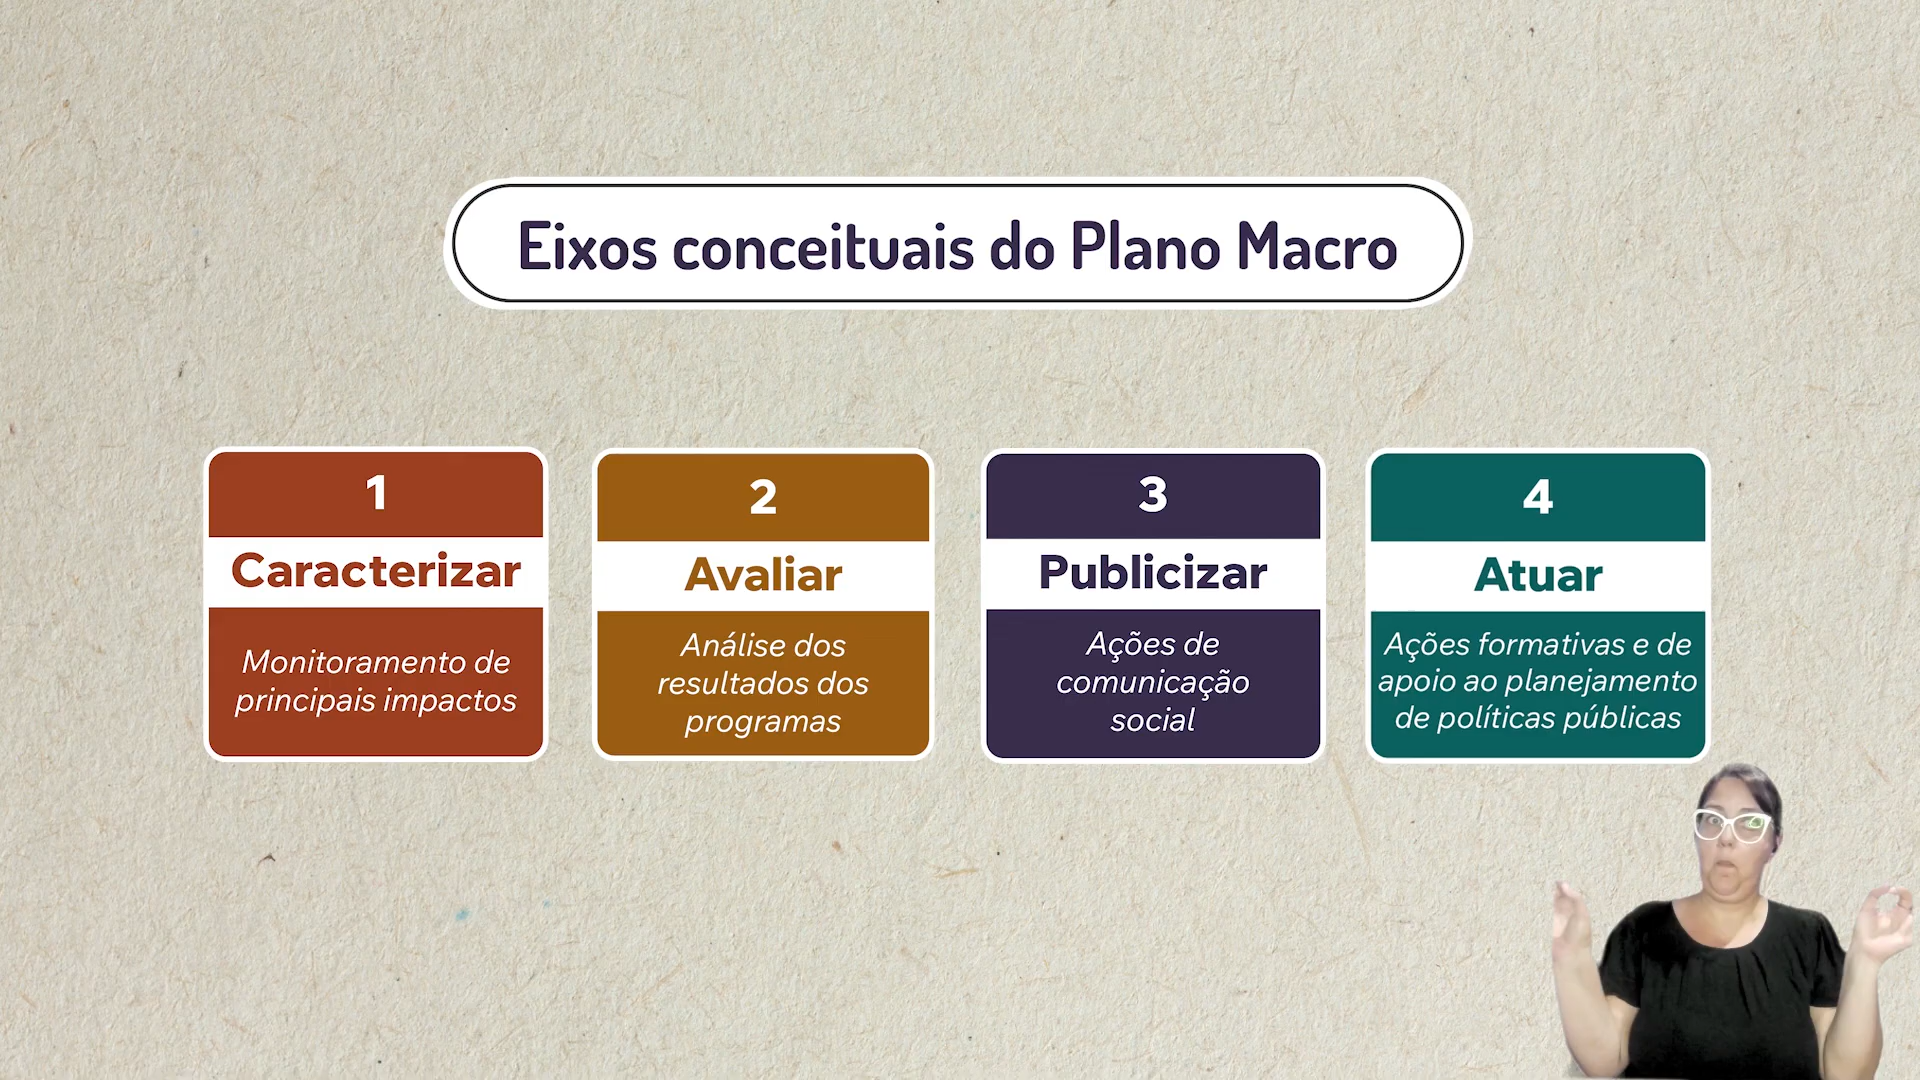 Eixos conceituais do Plano Macro
1
Caracterizar
Monitoramento de
principais impactos
2
Avaliar
Análise dos
resultados dos
programas
3
Publicizar
Ações de
comunicação
social
4
Atuar
Ações formativas e de
apoio ao planejamento
de políticas públicas